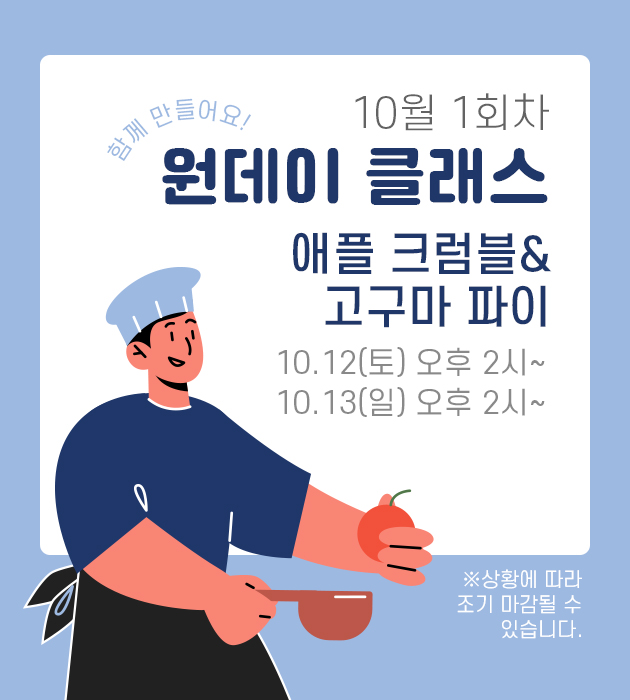 함께 만들어요!
10월 1회차
원데이 클래스
애플 크럼블&
고구마 파이
10.12(토) 오후 2시~
10.13(일) 오후 2시~
※상황에 따라
조기 마감될 수
있습니다.